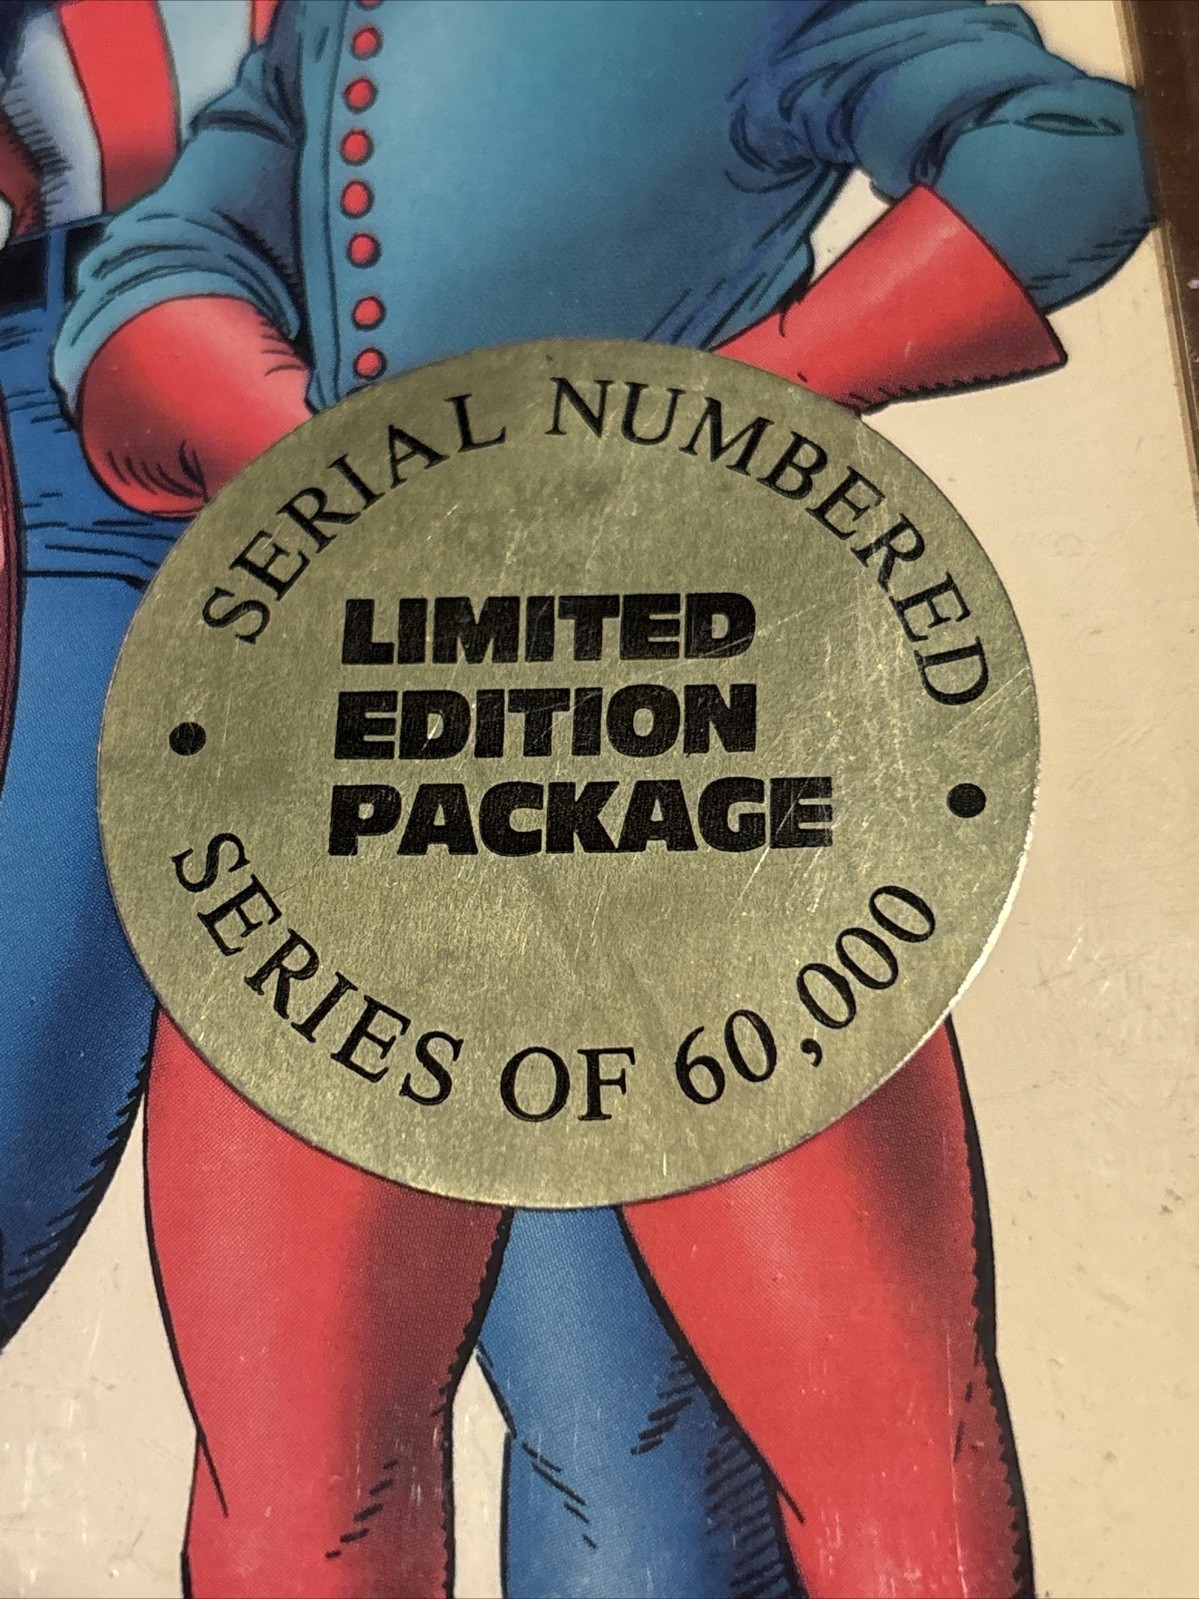 SERIAL NUMBERED
LIMITED
EDITION
PACKAGE
• SERIES OF 60,000 •